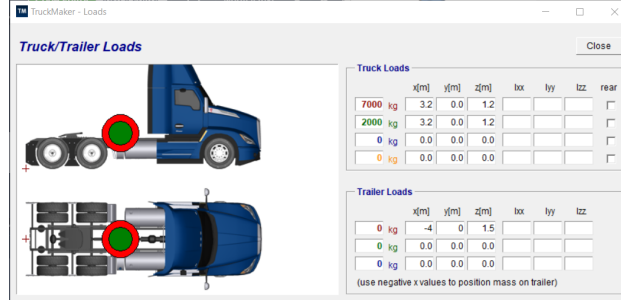 TM TruckMaker - Loads
Truck/Trailer Loads
Close
Truck Loads
x[m] y[m] z[m] Ixx Iyy Izz rear
7000 kg 3.2 0.0 1.2
2000 kg 3.2 0.0 1.2
0 kg 0.0 0.0 0.0
0 kg 0.0 0.0 0.0
Trailer Loads
x[m] y[m] z[m] Ixx Iyy Izz
0 kg -4 0 1.5
0 kg 0.0 0.0 0.0
0 kg 0.0 0.0 0.0
(use negative x values to position mass on trailer)